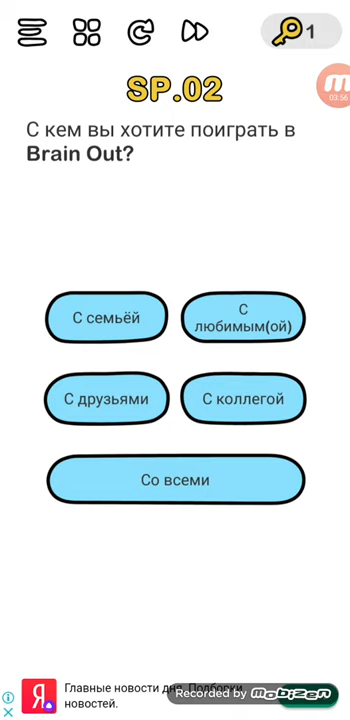 1
SP.02
С кем вы хотите поиграть в
Brain Out?
03:56
С семьёй
С
любимым(ой)
С друзьями
С коллегой
Со всеми
Я
Главные новости дня. Подборки
новостей.
Recorded by mobizen